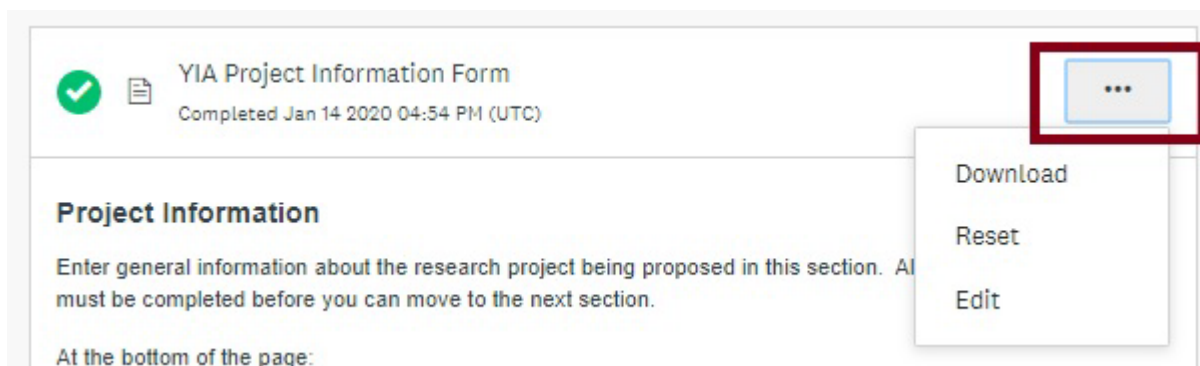 YIA Project Information Form
Completed Jan 14 2020 04:54 PM (UTC)
...
Download
Reset
Edit
Project Information
Enter general information about the research project being proposed in this section. Al
must be completed before you can move to the next section.
At the bottom of the page: